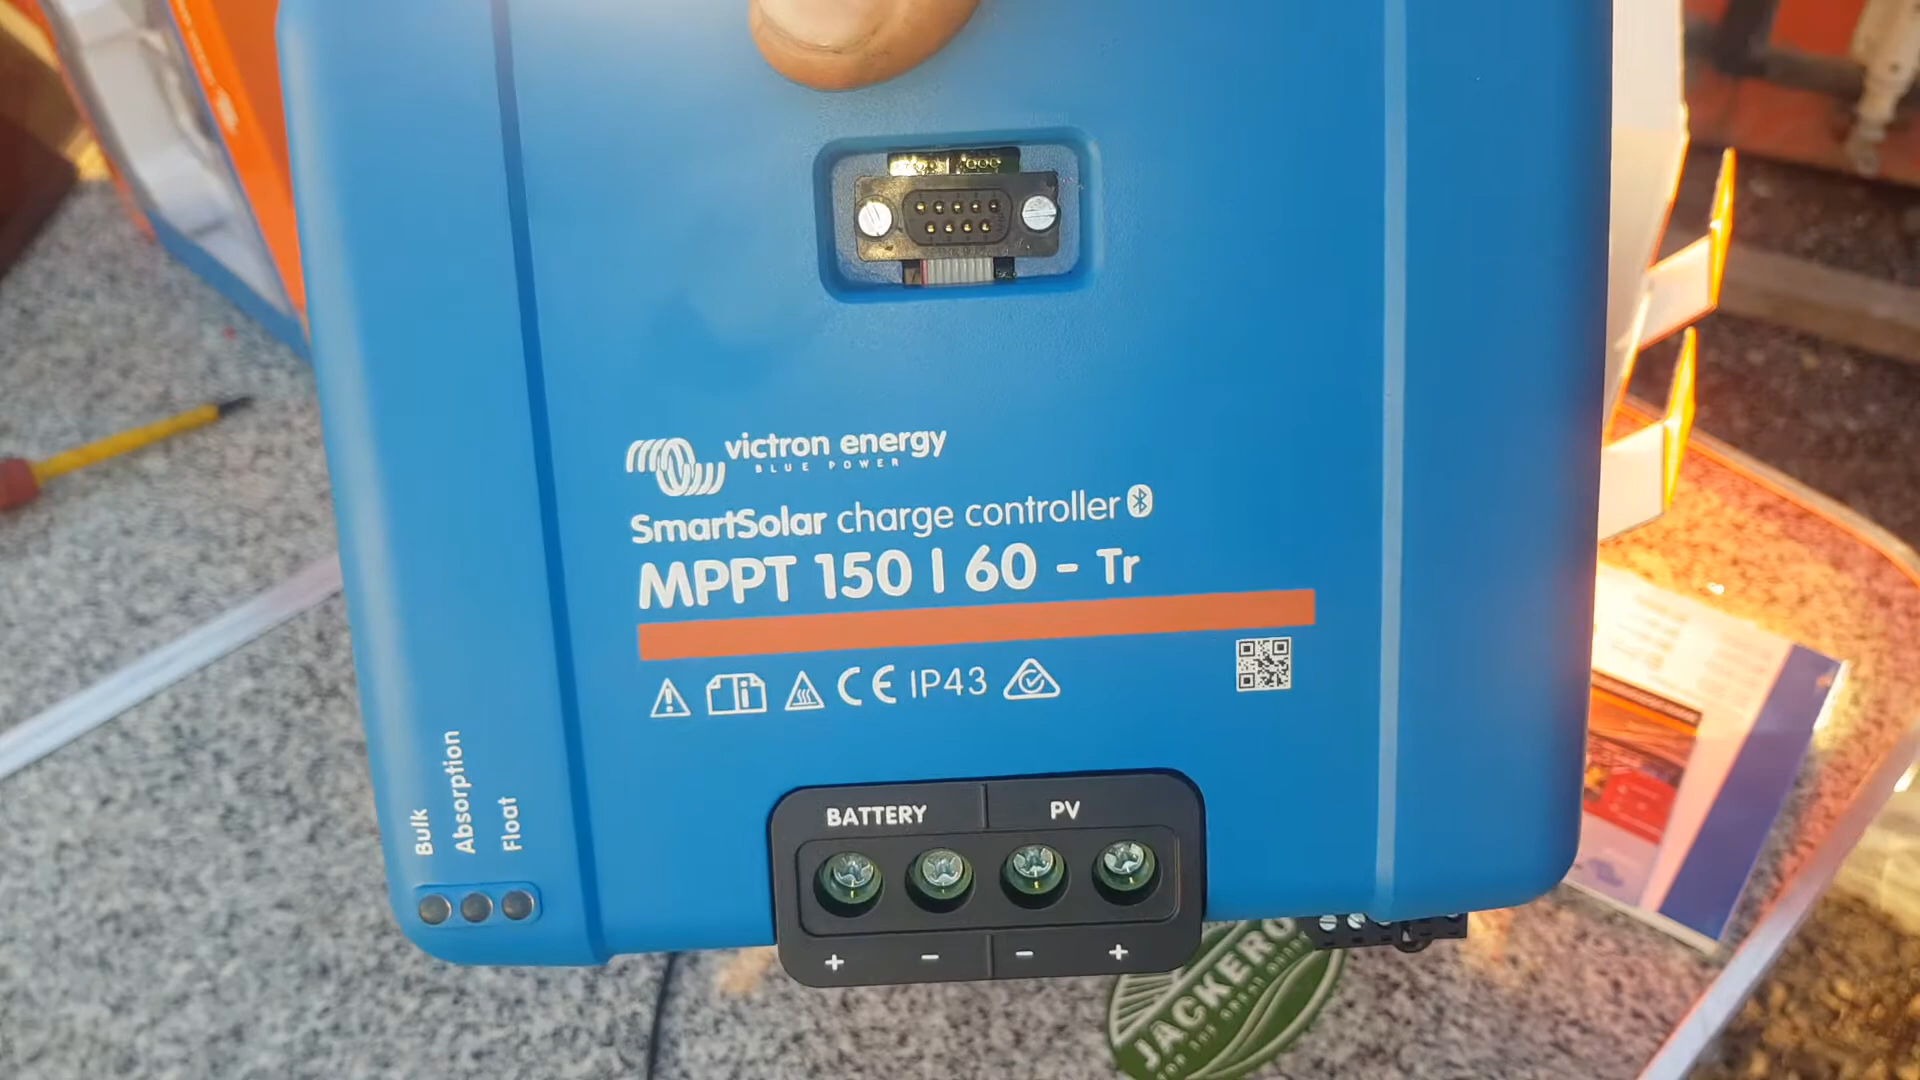 victron energy
BLUE POWER
SmartSolar charge controller
MPPT 150 | 60 - Tr
CE IP43
Bulk
Absorption
Float
BATTERY PV
+ - - +
JACKERO